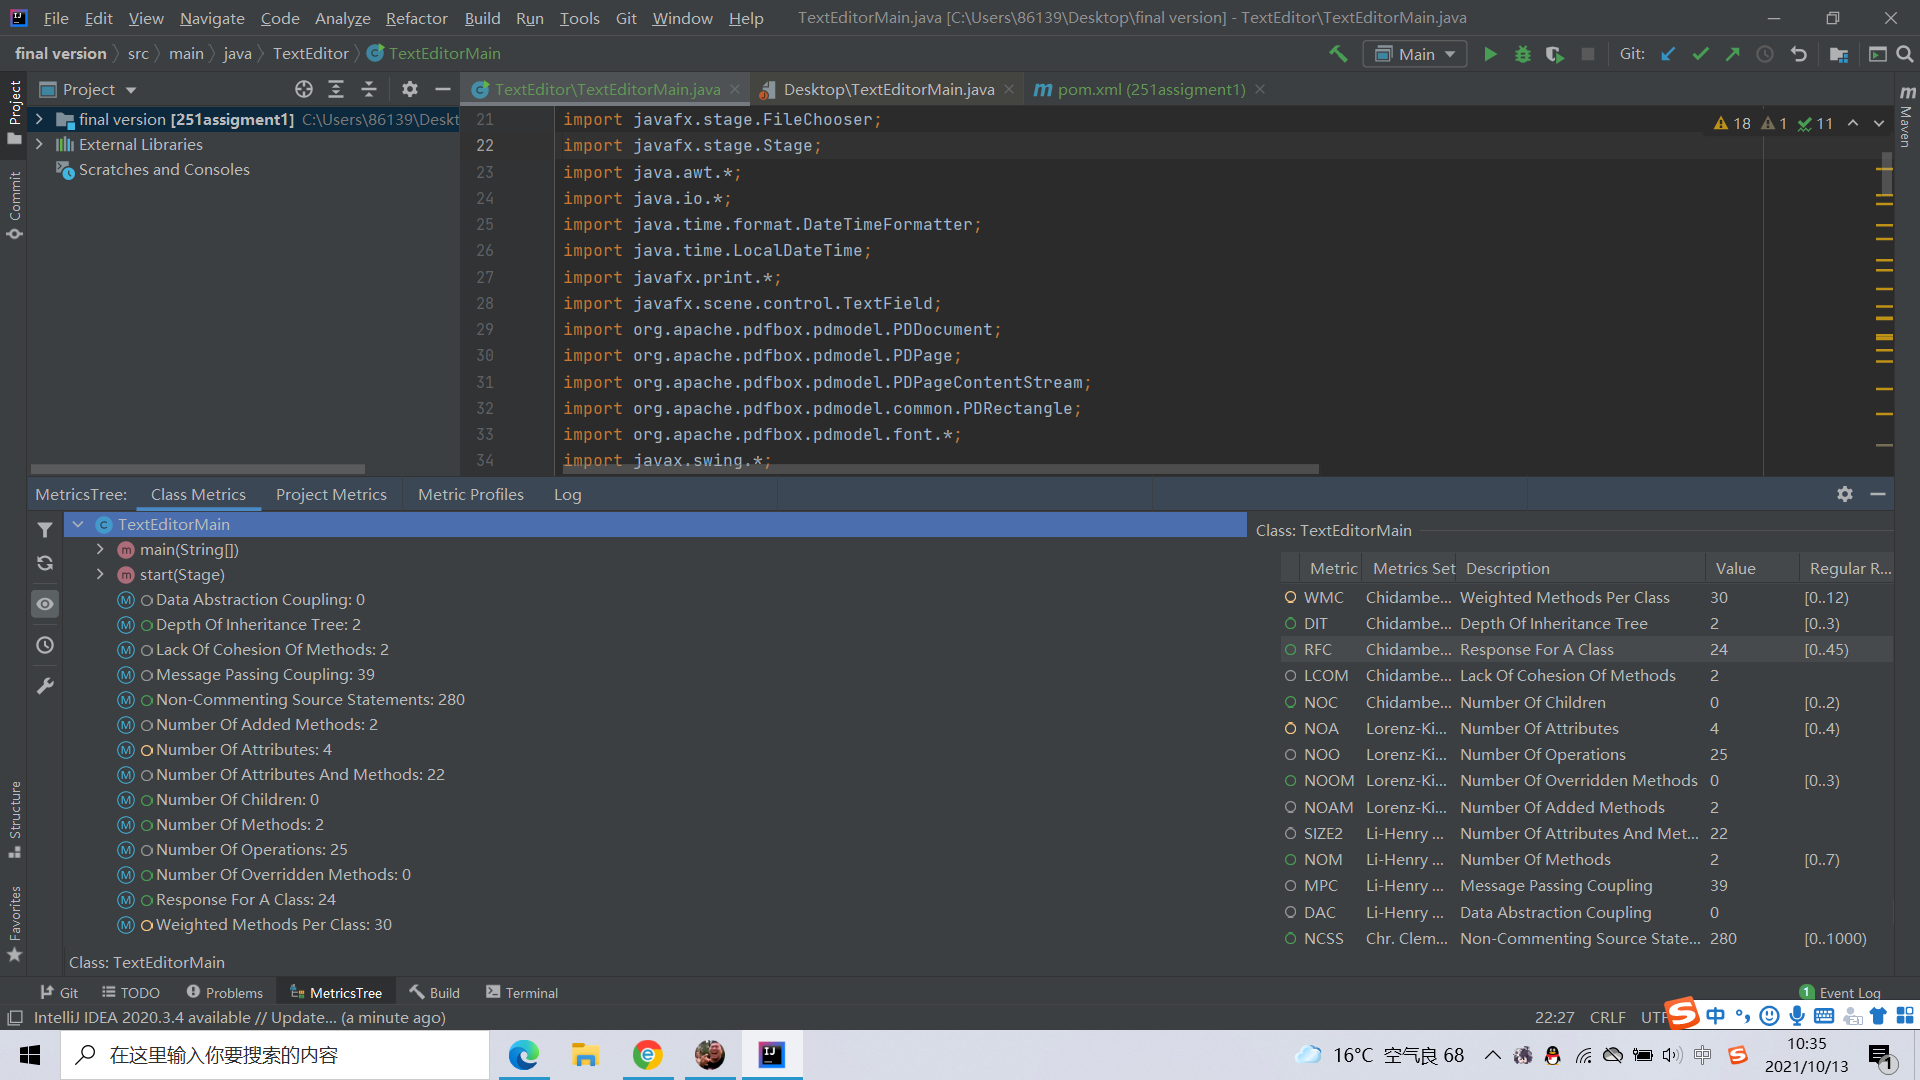 File Edit View Navigate Code Analyze Refactor Build Run Tools Git Window Help TextEditorMain.java [C:\Users\86139\Desktop\final version] - TextEditor\TextEditorMain.java
final version src main java TextEditor TextEditorMain Main Git:
Project
TextEditor\TextEditorMain.java Desktop\TextEditorMain.java pom.xml (251assigment1)
final version [251assigment1] C:\Users\86139\Deskt
External Libraries
Scratches and Consoles
21 import javafx.stage.FileChooser;
22 import javafx.stage.Stage;
23 import java.awt.*;
24 import java.io.*;
25 import java.time.format.DateTimeFormatter;
26 import java.time.LocalDateTime;
27 import javafx.print.*;
28 import javafx.scene.control.TextField;
29 import org.apache.pdfbox.pdmodel.PDDocument;
30 import org.apache.pdfbox.pdmodel.PDPage;
31 import org.apache.pdfbox.pdmodel.PDPageContentStream;
32 import org.apache.pdfbox.pdmodel.common.PDRectangle;
33 import org.apache.pdfbox.pdmodel.font.*;
34 import javax.swing.*;
18 1 11
Project
Commit
Structure
Favorites
Maven
MetricsTree: Class Metrics Project Metrics Metric Profiles Log
TextEditorMain
main(String[])
start(Stage)
Data Abstraction Coupling: 0
Depth Of Inheritance Tree: 2
Lack Of Cohesion Of Methods: 2
Message Passing Coupling: 39
Non-Commenting Source Statements: 280
Number Of Added Methods: 2
Number Of Attributes: 4
Number Of Attributes And Methods: 22
Number Of Children: 0
Number Of Methods: 2
Number Of Operations: 25
Number Of Overridden Methods: 0
Response For A Class: 24
Weighted Methods Per Class: 30
Class: TextEditorMain
Class: TextEditorMain
Metric Metrics Set Description Value Regular R...
WMC Chidambe... Weighted Methods Per Class 30 [0..12)
DIT Chidambe... Depth Of Inheritance Tree 2 [0..3)
RFC Chidambe... Response For A Class 24 [0..45)
LCOM Chidambe... Lack Of Cohesion Of Methods 2
NOC Chidambe... Number Of Children 0 [0..2)
NOA Lorenz-Ki... Number Of Attributes 4 [0..4)
NOO Lorenz-Ki... Number Of Operations 25
NOOM Lorenz-Ki... Number Of Overridden Methods 0 [0..3)
NOAM Lorenz-Ki... Number Of Added Methods 2
SIZE2 Li-Henry ... Number Of Attributes And Met... 22
NOM Li-Henry ... Number Of Methods 2 [0..7)
MPC Li-Henry ... Message Passing Coupling 39
DAC Li-Henry ... Data Abstraction Coupling 0
NCSS Chr. Clem... Non-Commenting Source State... 280 [0..1000)
Git TODO Problems MetricsTree Build Terminal 1 Event Log
IntelliJ IDEA 2020.3.4 available // Update... (a minute ago) 22:27 CRLF UTF 中
在这里输入你要搜索的内容
16°C 空气良 68 中
10:35
2021/10/13
1